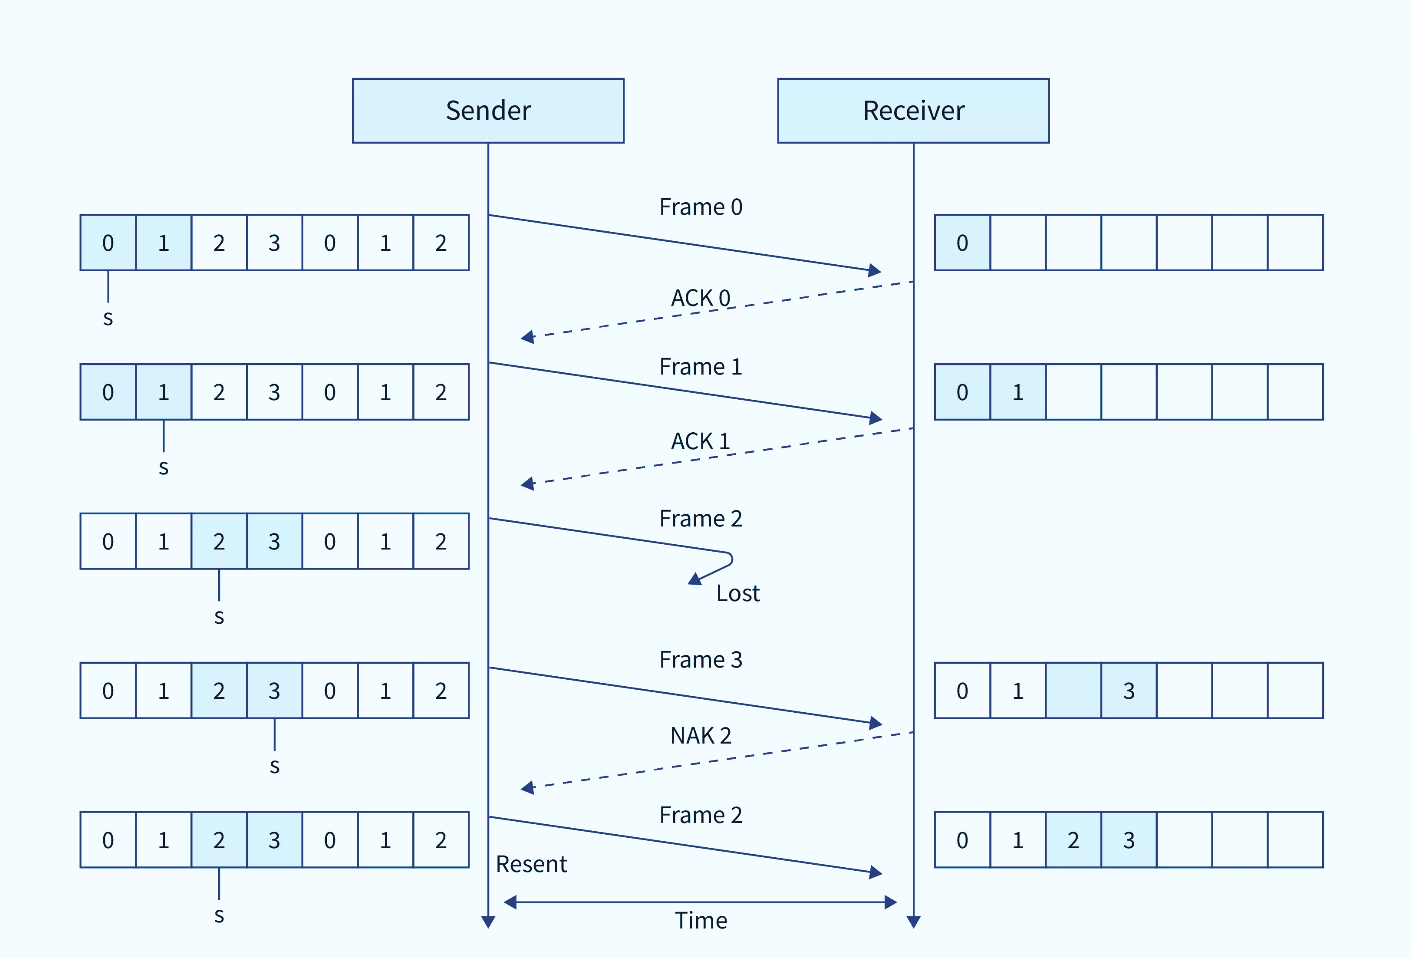 Sender
Receiver
Frame 0
0 1 2 3 0 1 2
0
s
ACK 0
Frame 1
0 1 2 3 0 1 2
0 1
s
ACK 1
Frame 2
0 1 2 3 0 1 2
s
Lost
Frame 3
0 1 2 3 0 1 2
0 1 3
s
NAK 2
Frame 2
0 1 2 3 0 1 2
0 1 2 3
s
Resent
Time